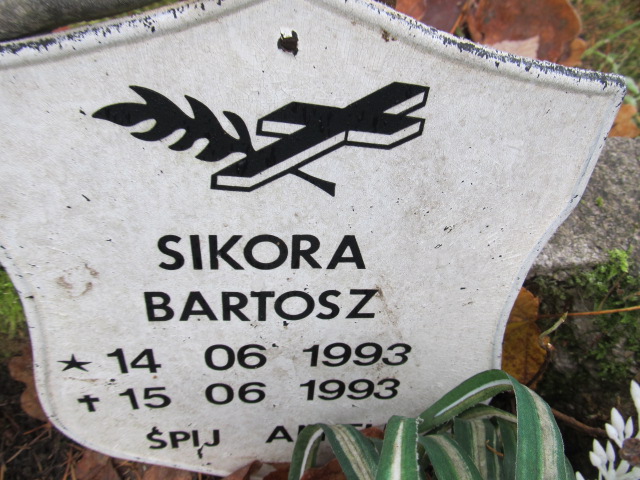 SIKORA
BARTOSZ
★ 14 06 1993
✝ 15 06 1993
ŚPIJ